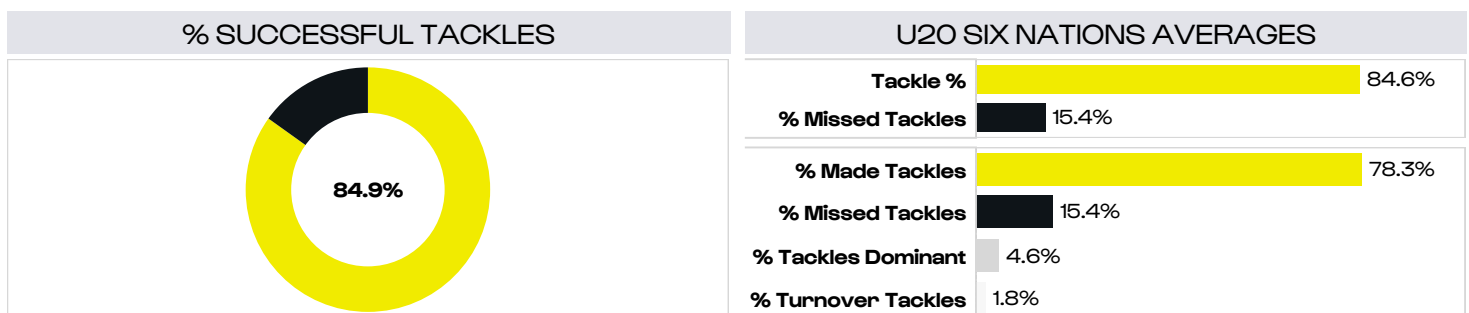 % SUCCESSFUL TACKLES
84.9%
U20 SIX NATIONS AVERAGES
Tackle % 84.6%
% Missed Tackles 15.4%
% Made Tackles 78.3%
% Missed Tackles 15.4%
% Tackles Dominant 4.6%
% Turnover Tackles 1.8%